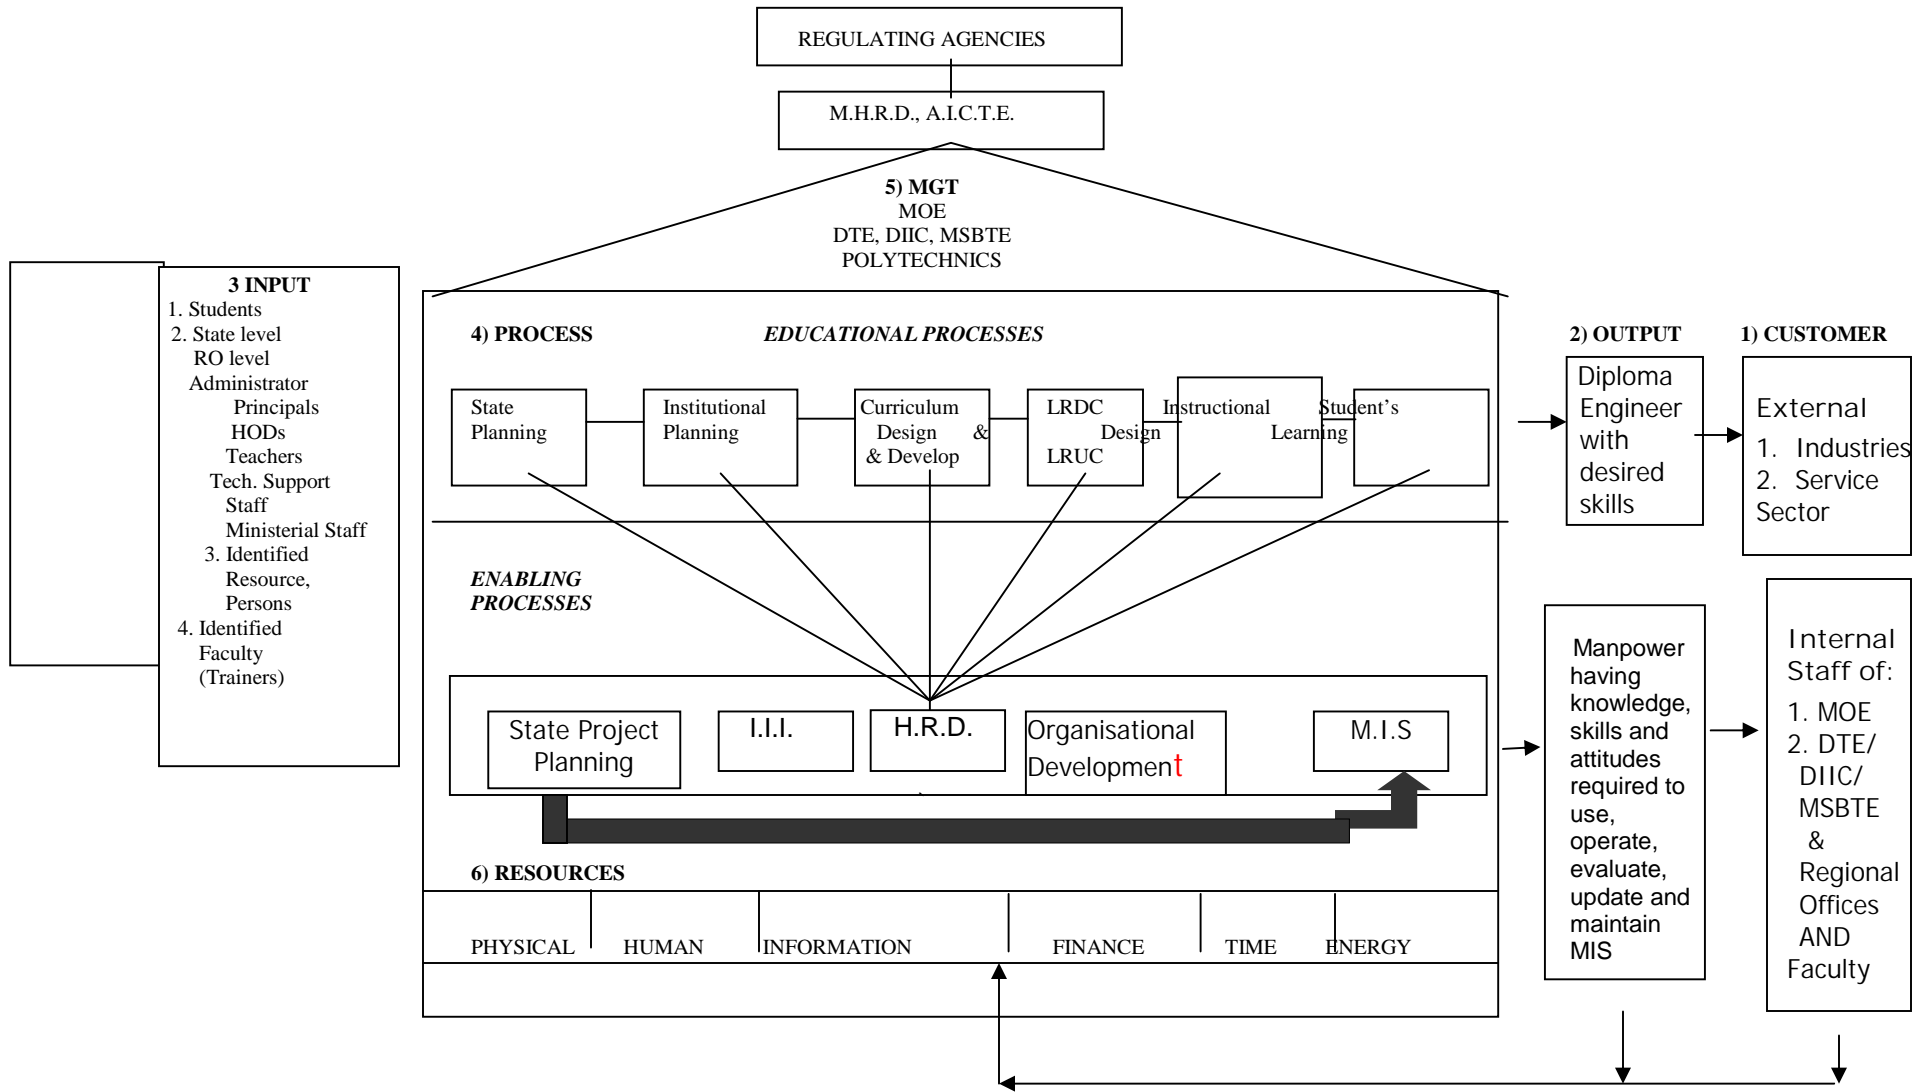 REGULATING AGENCIES
M.H.R.D., A.I.C.T.E.
5) MGT
MOE
DTE, DIIC, MSBTE
POLYTECHNICS
3 INPUT
1. Students
2. State level
RO level
Administrator
Principals
HODs
Teachers
Tech. Support
Staff
Ministerial Staff
3. Identified
Resource,
Persons
4. Identified
Faculty
(Trainers)
4) PROCESS EDUCATIONAL PROCESSES
State Institutional Curriculum LRDC Instructional Student's
Planning Planning Design & Design Learning
& Develop LRUC
ENABLING
PROCESSES
State Project
Planning
I.I.I.
H.R.D.
Organisational
Development
M.I.S
6) RESOURCES
PHYSICAL HUMAN INFORMATION FINANCE TIME ENERGY
2) OUTPUT
Diploma
Engineer
with
desired
skills
1) CUSTOMER
External
1. Industries
2. Service
Sector
Manpower
having
knowledge,
skills and
attitudes
required to
use,
operate,
evaluate,
update and
maintain
MIS
Internal
Staff of:
1. MOE
2. DTE/
DIIC/
MSBTE
&
Regional
Offices
AND
Faculty